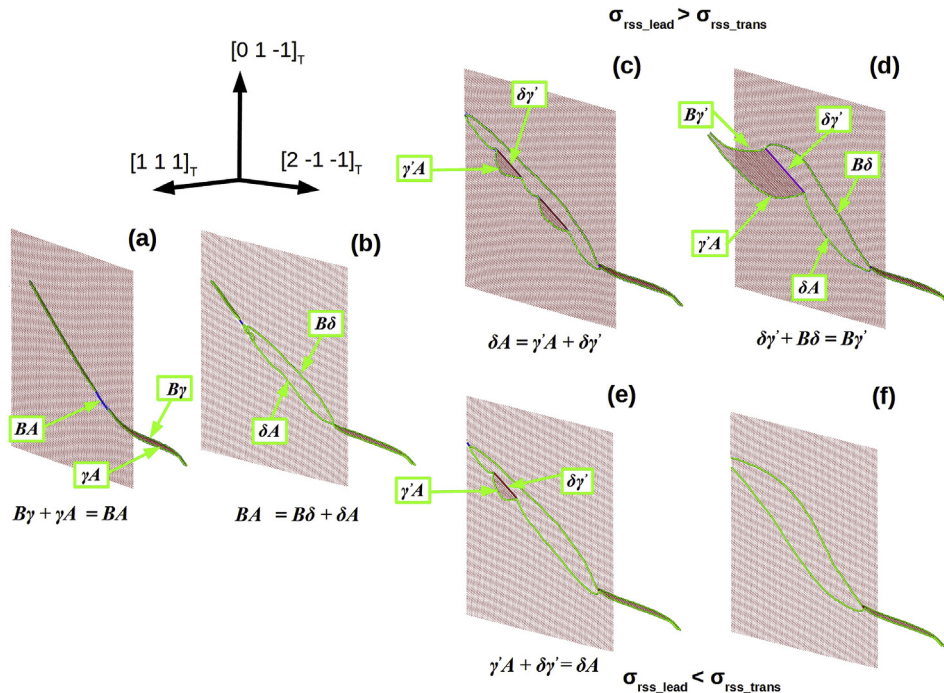 σrss_lead > σrss_trans
[0 1 -1]T
[1 1 1]T
[2 -1 -1]T
(c)
δγ'
γ'A
δA = γ'A + δγ'
(d)
Bγ'
δγ'
Bδ
γ'A
δA
δγ' + Bδ = Bγ'
(a)
Bγ
BA
γA
Bγ + γA = BA
(b)
Bδ
δA
BA = Bδ + δA
(e)
γ'A
δγ'
γ'A + δγ' = δA
(f)
σrss_lead < σrss_trans